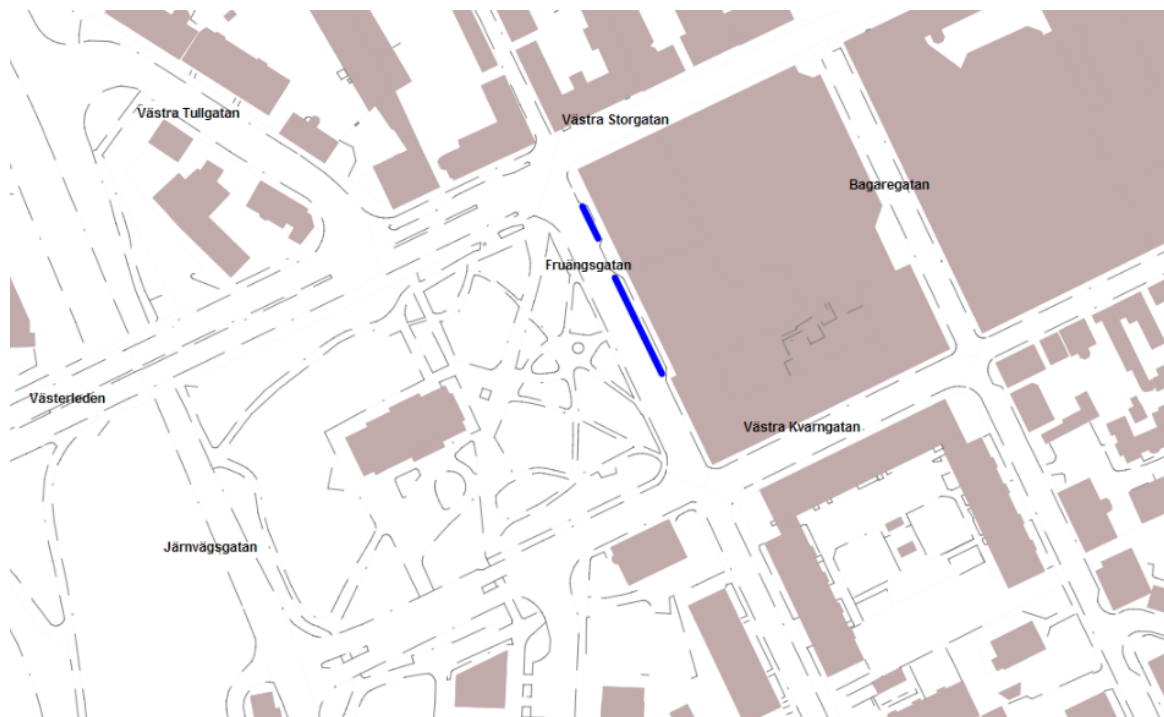 Västra Tullgatan
Västra Storgatan
Bagaregatan
Fruängsgatan
Västerleden
Västra Kvarngatan
Järnvägsgatan